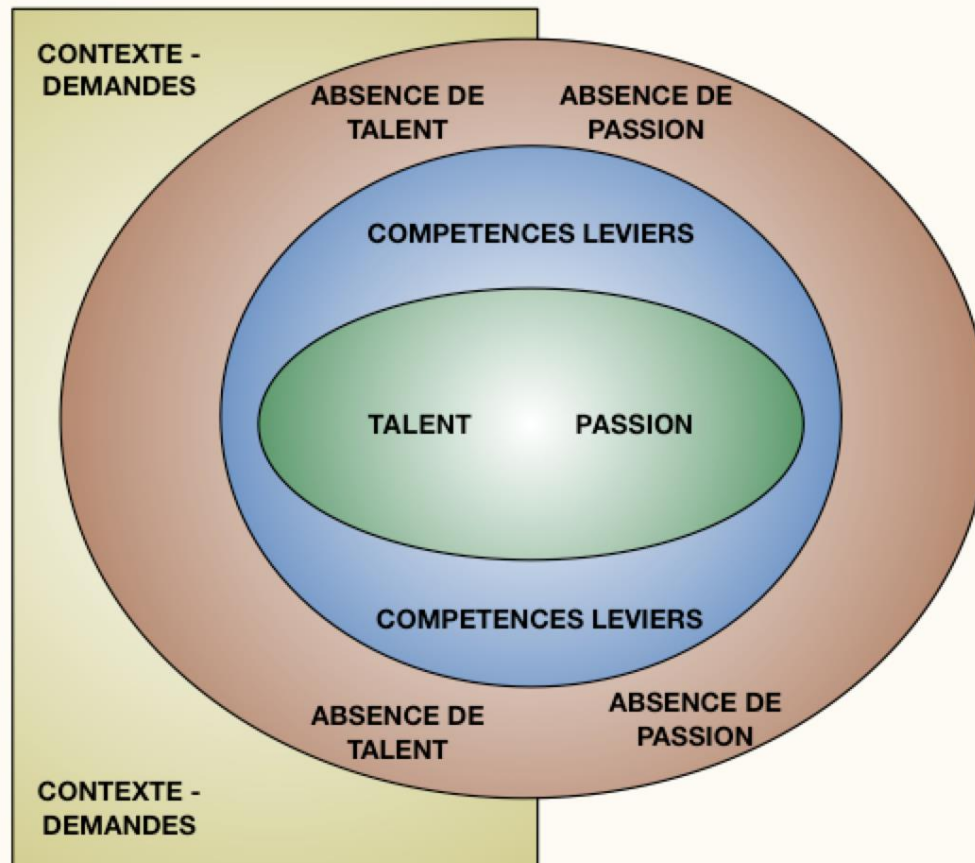 CONTEXTE -
DEMANDES
ABSENCE DE
TALENT
ABSENCE DE
PASSION
COMPETENCES LEVIERS
TALENT
PASSION
COMPETENCES LEVIERS
ABSENCE DE
TALENT
ABSENCE DE
PASSION
CONTEXTE -
DEMANDES